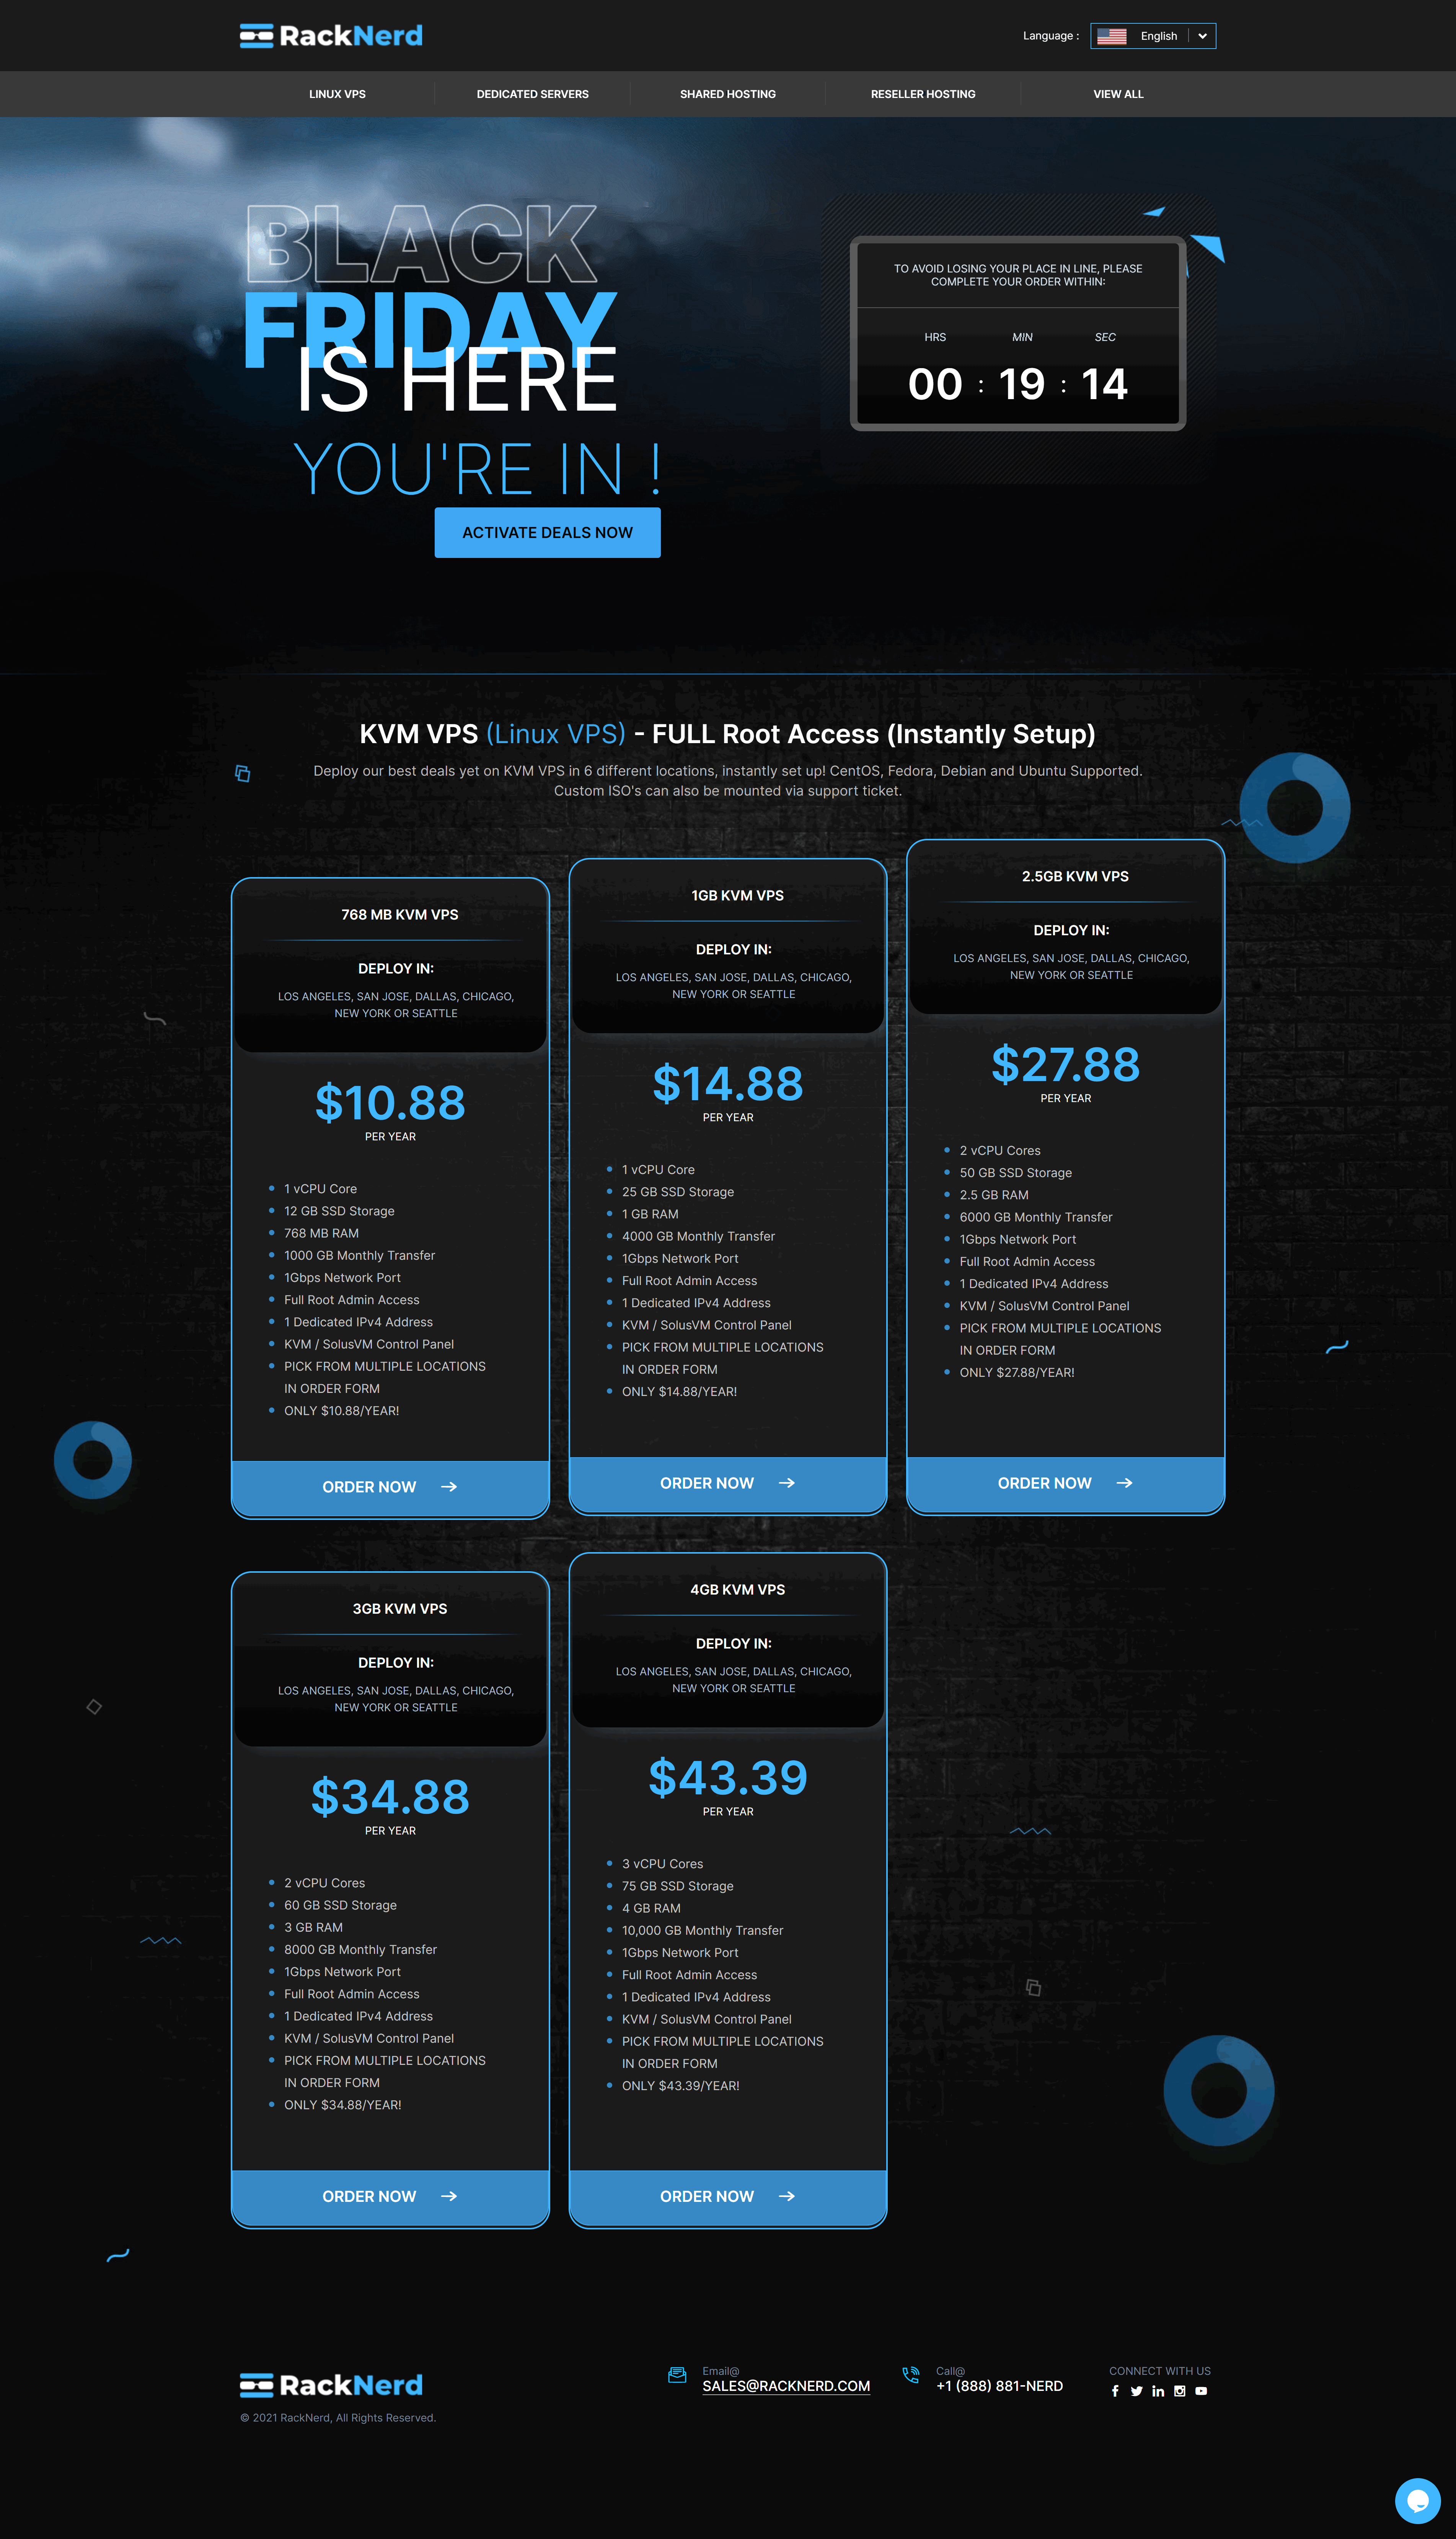 RackNerd
Language :
English
LINUX VPS
DEDICATED SERVERS
SHARED HOSTING
RESELLER HOSTING
VIEW ALL
BLACK
FRIDAY
IS HERE
YOU'RE IN !
ACTIVATE DEALS NOW
TO AVOID LOSING YOUR PLACE IN LINE, PLEASE
COMPLETE YOUR ORDER WITHIN:
HRS MIN SEC
00 : 19 : 14
KVM VPS (Linux VPS) - FULL Root Access (Instantly Setup)
Deploy our best deals yet on KVM VPS in 6 different locations, instantly set up! CentOS, Fedora, Debian and Ubuntu Supported.
Custom ISO's can also be mounted via support ticket.
768 MB KVM VPS
DEPLOY IN:
LOS ANGELES, SAN JOSE, DALLAS, CHICAGO,
NEW YORK OR SEATTLE
$10.88
PER YEAR
1 vCPU Core
12 GB SSD Storage
768 MB RAM
1000 GB Monthly Transfer
1Gbps Network Port
Full Root Admin Access
1 Dedicated IPv4 Address
KVM / SolusVM Control Panel
PICK FROM MULTIPLE LOCATIONS
IN ORDER FORM
ONLY $10.88/YEAR!
ORDER NOW
1GB KVM VPS
DEPLOY IN:
LOS ANGELES, SAN JOSE, DALLAS, CHICAGO,
NEW YORK OR SEATTLE
$14.88
PER YEAR
1 vCPU Core
25 GB SSD Storage
1 GB RAM
4000 GB Monthly Transfer
1Gbps Network Port
Full Root Admin Access
1 Dedicated IPv4 Address
KVM / SolusVM Control Panel
PICK FROM MULTIPLE LOCATIONS
IN ORDER FORM
ONLY $14.88/YEAR!
ORDER NOW
2.5GB KVM VPS
DEPLOY IN:
LOS ANGELES, SAN JOSE, DALLAS, CHICAGO,
NEW YORK OR SEATTLE
$27.88
PER YEAR
2 vCPU Cores
50 GB SSD Storage
2.5 GB RAM
6000 GB Monthly Transfer
1Gbps Network Port
Full Root Admin Access
1 Dedicated IPv4 Address
KVM / SolusVM Control Panel
PICK FROM MULTIPLE LOCATIONS
IN ORDER FORM
ONLY $27.88/YEAR!
ORDER NOW
3GB KVM VPS
DEPLOY IN:
LOS ANGELES, SAN JOSE, DALLAS, CHICAGO,
NEW YORK OR SEATTLE
$34.88
PER YEAR
2 vCPU Cores
60 GB SSD Storage
3 GB RAM
8000 GB Monthly Transfer
1Gbps Network Port
Full Root Admin Access
1 Dedicated IPv4 Address
KVM / SolusVM Control Panel
PICK FROM MULTIPLE LOCATIONS
IN ORDER FORM
ONLY $34.88/YEAR!
ORDER NOW
4GB KVM VPS
DEPLOY IN:
LOS ANGELES, SAN JOSE, DALLAS, CHICAGO,
NEW YORK OR SEATTLE
$43.39
PER YEAR
3 vCPU Cores
75 GB SSD Storage
4 GB RAM
10,000 GB Monthly Transfer
1Gbps Network Port
Full Root Admin Access
1 Dedicated IPv4 Address
KVM / SolusVM Control Panel
PICK FROM MULTIPLE LOCATIONS
IN ORDER FORM
ONLY $43.39/YEAR!
ORDER NOW
RackNerd
© 2021 RackNerd, All Rights Reserved.
Email@
SALES@RACKNERD.COM
Call@
+1 (888) 881-NERD
CONNECT WITH US